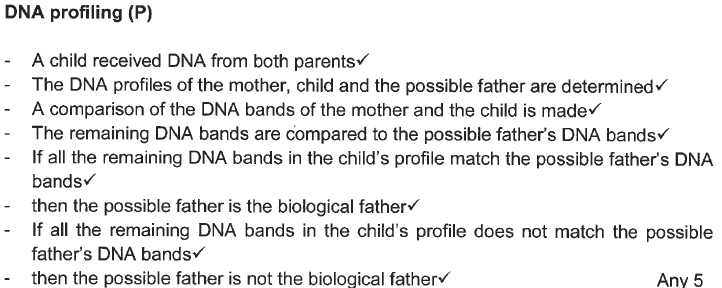 DNA profiling (P)
- A child received DNA from both parents✓
- The DNA profiles of the mother, child and the possible father are determined✓
- A comparison of the DNA bands of the mother and the child is made✓
- The remaining DNA bands are compared to the possible father's DNA bands✓
- If all the remaining DNA bands in the child's profile match the possible father's DNA
bands✓
- then the possible father is the biological father✓
- If all the remaining DNA bands in the child's profile does not match the possible
father's DNA bands✓
- then the possible father is not the biological father✓ Any 5